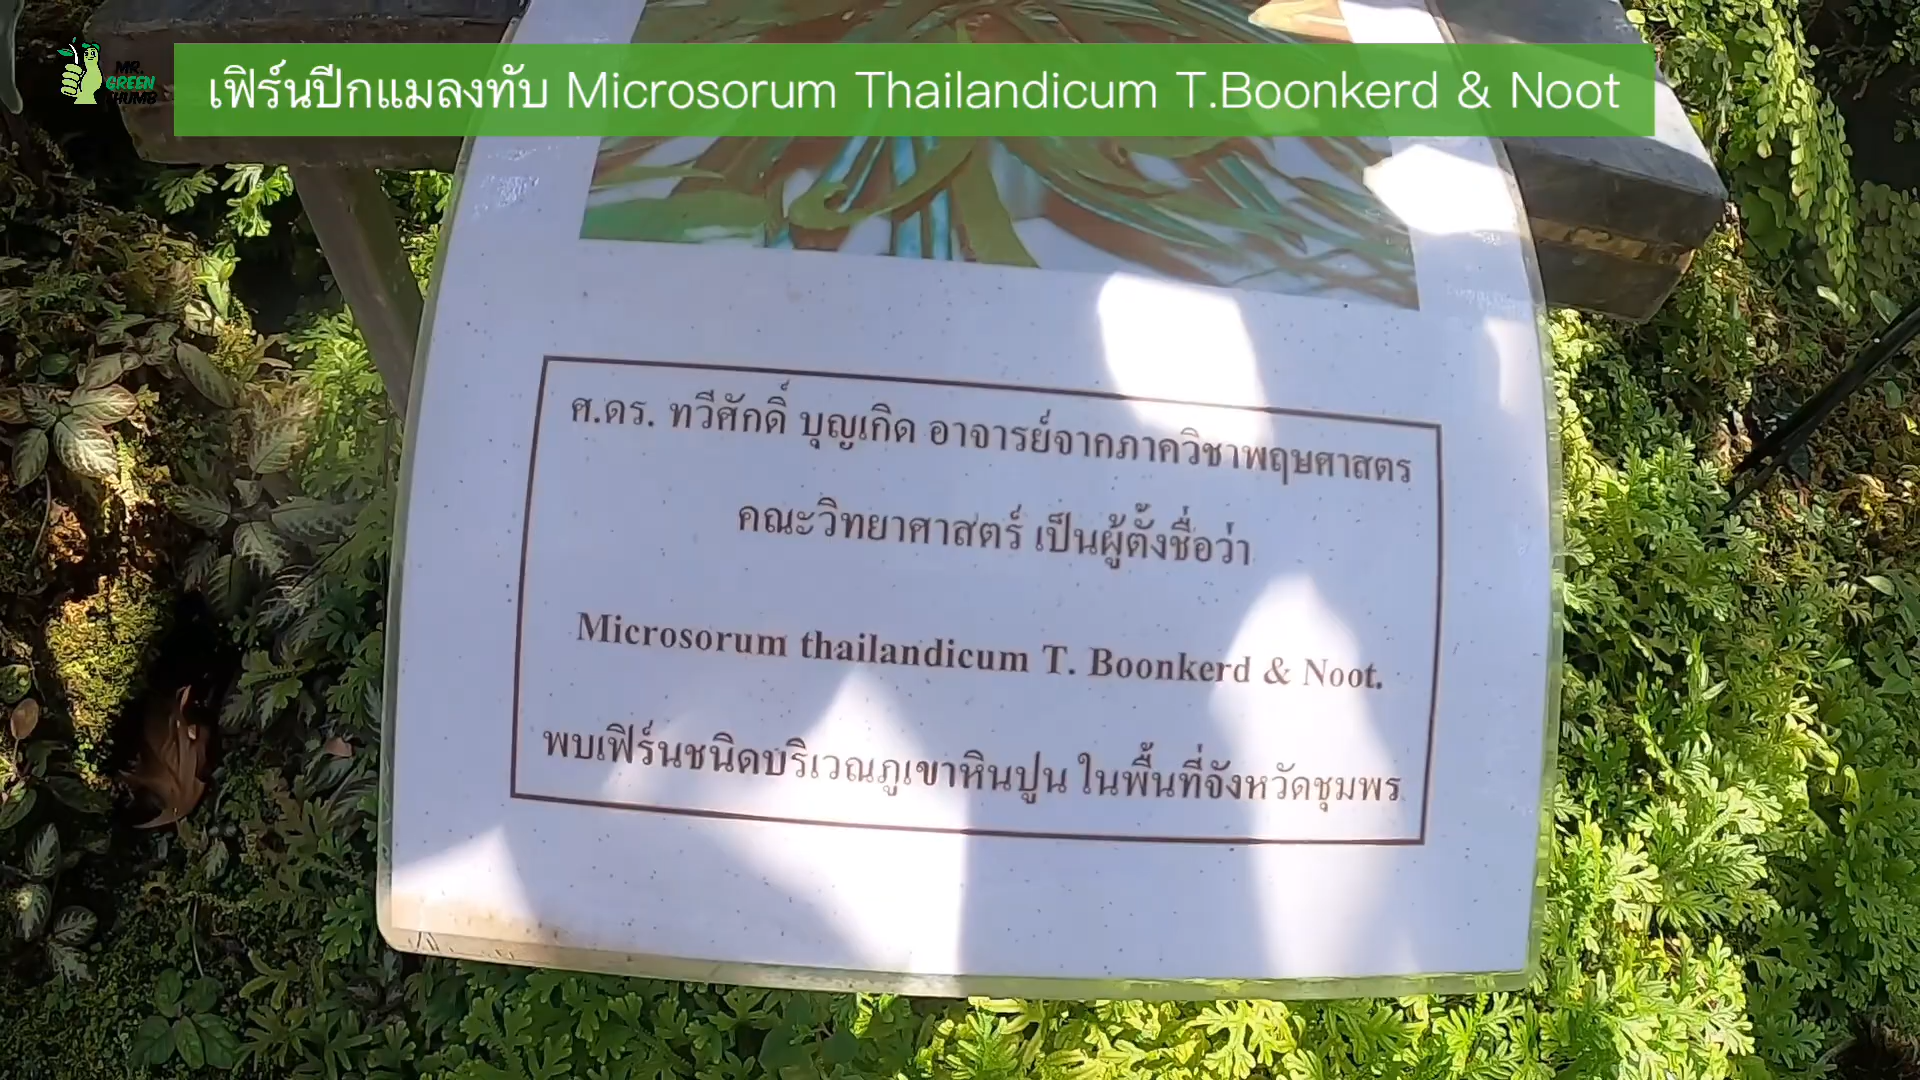 MR.
GREEN
THUMB
เฟิร์นปีกแมลงทับ Microsorum Thailandicum T.Boonkerd & Noot
ศ.ดร. ทวีศักดิ์ บุญเกิด อาจารย์จากภาควิชาพฤษศาสตร
คณะวิทยาศาสตร์ เป็นผู้ตั้งชื่อว่า
Microsorum thailandicum T. Boonkerd & Noot.
พบเฟิร์นชนิดบริเวณภูเขาหินปูน ในพื้นที่จังหวัดชุมพร